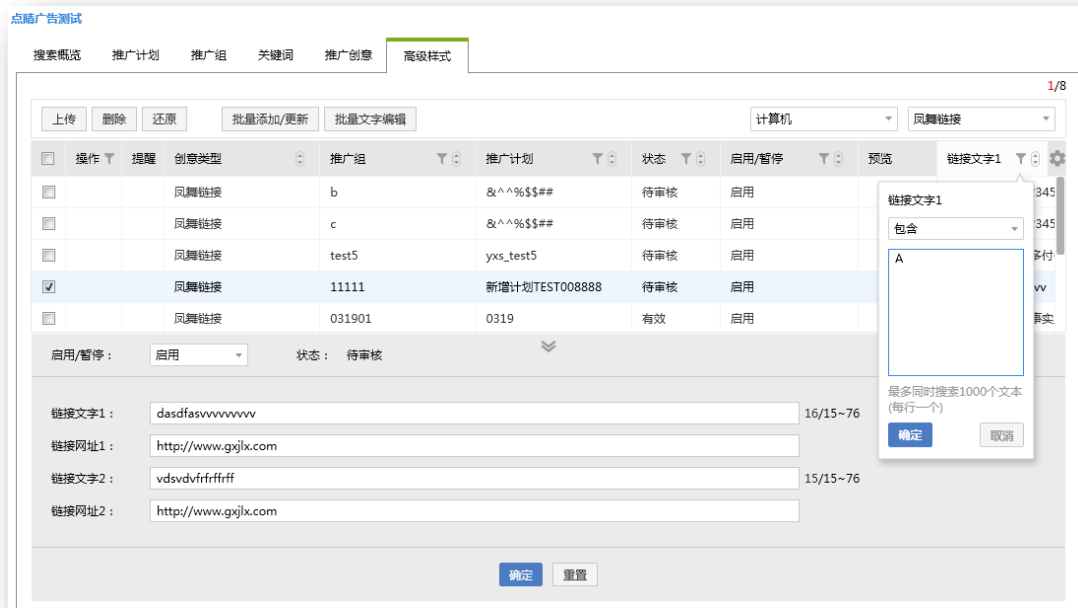 点睛广告测试
搜索概览 推广计划 推广组 关键词 推广创意 高级样式
1/8
上传 删除 还原 批量添加/更新 批量文字编辑 计算机 凤舞链接
操作 提醒 创意类型 推广组 推广计划 状态 启用/暂停 预览 链接文字1
凤舞链接 b &^^%$$## 待审核 启用 2345
凤舞链接 c &^^%$$## 待审核 启用 2345
凤舞链接 test5 yxs_test5 待审核 启用
凤舞链接 11111 新增计划TEST008888 待审核 启用 vv
凤舞链接 031901 0319 有效 启用 事实
链接文字1
包含
A
最多同时搜索1000个文本
(每行一个)
确定 取消
启用/暂停： 启用 状态： 待审核
链接文字1： dasdfasvvvvvvvvv 16/15~76
链接网址1： http://www.gxjlx.com
链接文字2： vdsvdvfrfrffrff 15/15~76
链接网址2： http://www.gxjlx.com
确定 重置